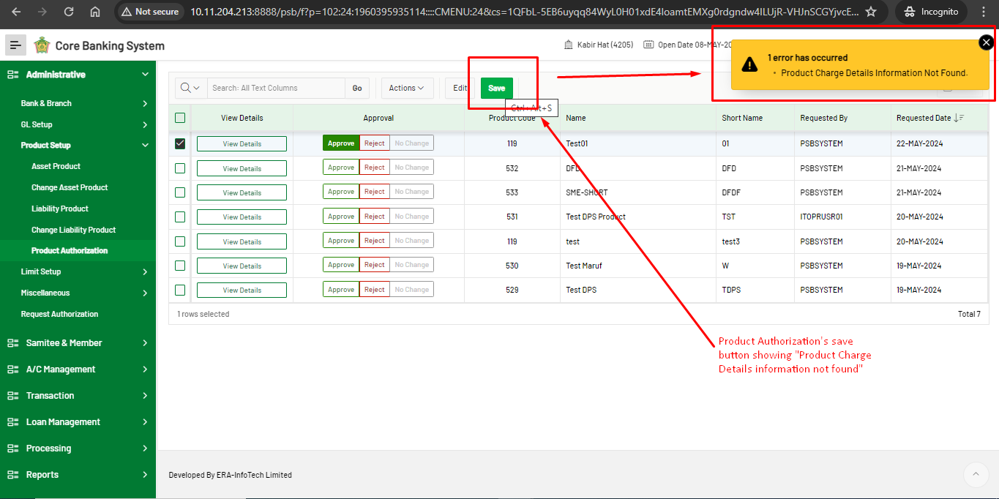 Not secure 10.11.204.213:8888/psb/f?p=102:24:1960395935114::::CMENU:24&cs=1QFbL-5EB6uyqq84WyL0H01xdE4IoamtEMXg0rdgndw4ILUjR-VHJnSCGYjvcE... Incognito
Core Banking System
Kabir Hat (4205) Open Date 08-MAY-20
1 error has occurred
• Product Charge Details Information Not Found.
Administrative
Bank & Branch
GL Setup
Product Setup
Asset Product
Change Asset Product
Liability Product
Change Liability Product
Product Authorization
Limit Setup
Miscellaneous
Request Authorization
Samitee & Member
A/C Management
Transaction
Loan Management
Processing
Reports
Search: All Text Columns Go Actions Edit Save
Ctrl+Alt+S
View Details Approval Product Code Name Short Name Requested By Requested Date
View Details Approve Reject No Change 119 Test01 01 PSBSYSTEM 22-MAY-2024
View Details Approve Reject No Change 532 DFD DFD PSBSYSTEM 21-MAY-2024
View Details Approve Reject No Change 533 SME-SHORT DFDF PSBSYSTEM 21-MAY-2024
View Details Approve Reject No Change 531 Test DPS Product TST ITOPRUSR01 20-MAY-2024
View Details Approve Reject No Change 119 test test3 PSBSYSTEM 20-MAY-2024
View Details Approve Reject No Change 530 Test Maruf W PSBSYSTEM 19-MAY-2024
View Details Approve Reject No Change 529 Test DPS TDPS PSBSYSTEM 19-MAY-2024
1 rows selected Total 7
Product Authorization's save
button showing "Product Charge
Details information not found"
Developed By ERA-InfoTech Limited